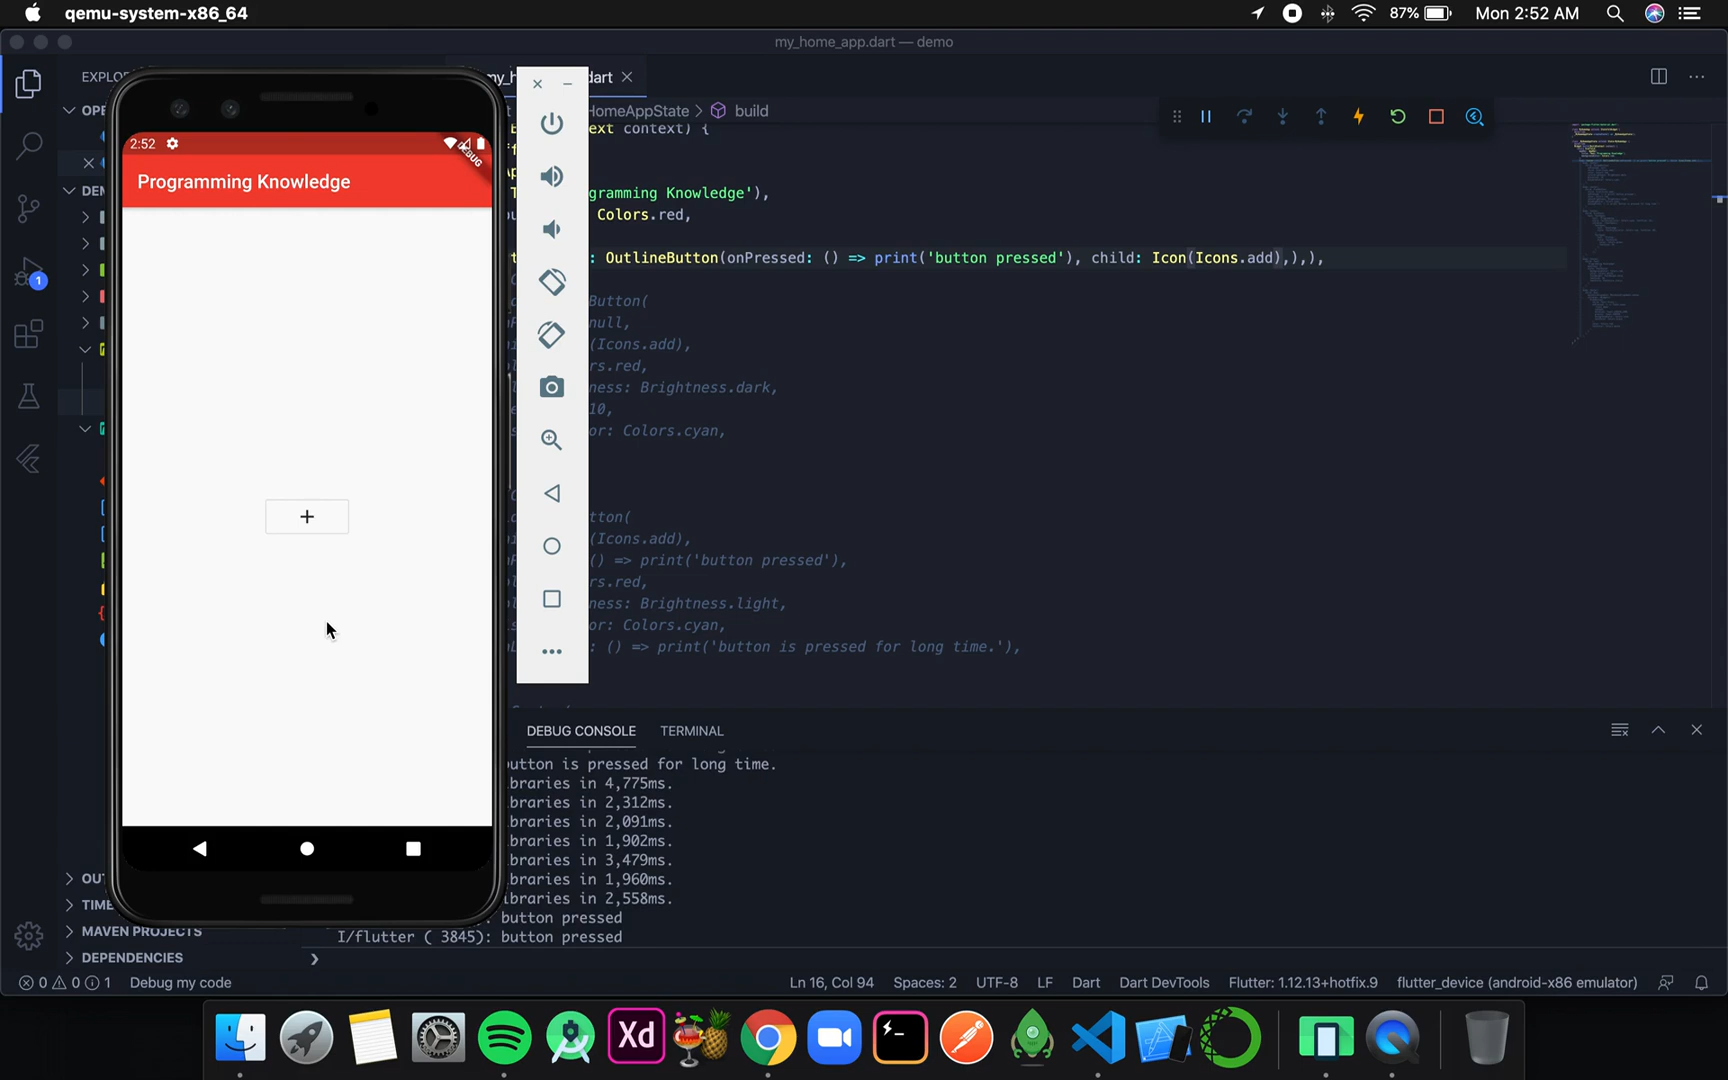 qemu-system-x86_64
87%
Mon 2:52 AM
my_home_app.dart — demo
EXPLO
my_h
dart
HomeAppState > build
ext context) {
gramming Knowledge'),
Colors.red,
: OutlineButton(onPressed: () => print('button pressed'), child: Icon(Icons.add),),),
Button(
null,
(Icons.add),
rs.red,
ness: Brightness.dark,
10,
or: Colors.cyan,
tton(
(Icons.add),
() => print('button pressed'),
rs.red,
ness: Brightness.light,
or: Colors.cyan,
: () => print('button is pressed for long time.'),
OPE
DEM
1
2:52
DEBUG
Programming Knowledge
+
DEBUG CONSOLE
TERMINAL
utton is pressed for long time.
braries in 4,775ms.
braries in 2,312ms.
braries in 2,091ms.
braries in 1,902ms.
braries in 3,479ms.
braries in 1,960ms.
braries in 2,558ms.
button pressed
I/flutter ( 3845): button pressed
OUT
TIME
MAVEN PROJECTS
DEPENDENCIES
0 0 1 Debug my code
Ln 16, Col 94
Spaces: 2
UTF-8
LF
Dart
Dart DevTools
Flutter: 1.12.13+hotfix.9
flutter_device (android-x86 emulator)
Xd